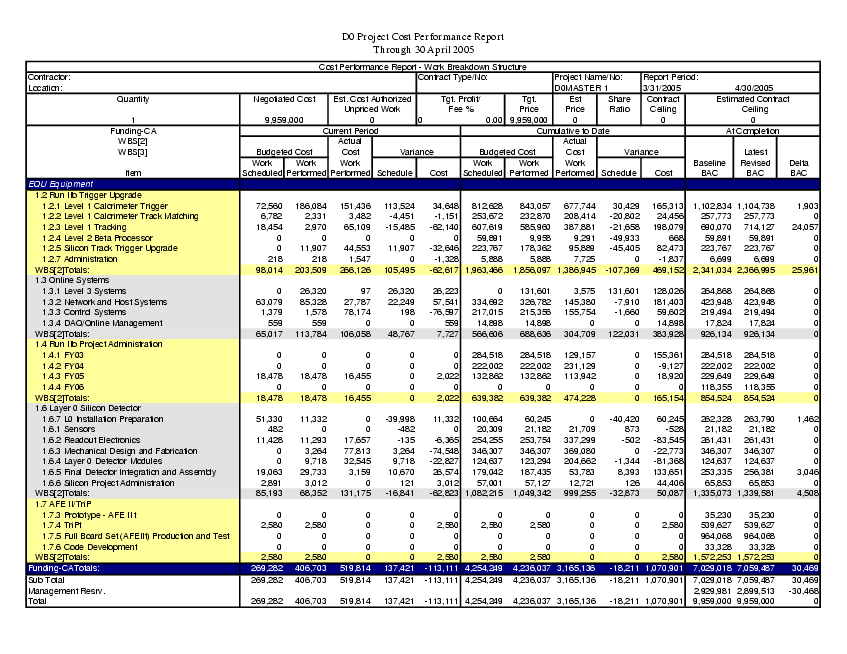 D0 Project Cost Performance Report
Through 30 April 2005
Cost Performance Report - Work Breakdown Structure
Contractor: Contract Type/No: Project Name/No: Report Period:
Location: D0MASTER 1 3/31/2005 4/30/2005
Quantity Negotiated Cost Est. Cost Authorized Tgt. Profit/ Tgt. Est Share Contract Estimated Contract
Unpriced Work Fee % Price Price Ratio Ceiling Ceiling
1 9,959,000 0 0 0.00 9,959,000 0 0 0
Funding-CA Current Period Cumulative to Date At Completion
WBS[2] Actual Actual
WBS[3] Budgeted Cost Cost Variance Budgeted Cost Cost Variance Latest
Work Work Work Work Work Work Baseline Revised Delta
Item Scheduled Performed Performed Schedule Cost Scheduled Performed Performed Schedule Cost BAC BAC BAC
EQU Equipment
1.2 Run IIb Trigger Upgrade
1.2.1 Level 1 Calorimeter Trigger 72,560 186,084 151,436 113,524 34,648 812,628 843,057 677,744 30,429 165,313 1,102,834 1,104,738 1,903
1.2.2 Level 1 Calorimeter Track Matching 6,782 2,331 3,482 -4,451 -1,151 253,672 232,870 208,414 -20,802 24,456 257,773 257,773 0
1.2.3 Level 1 Tracking 18,454 2,970 65,109 -15,485 -62,140 607,619 585,960 387,881 -21,658 198,079 690,070 714,127 24,057
1.2.4 Level 2 Beta Processor 0 0 0 0 0 59,891 9,958 9,291 -49,933 668 59,891 59,891 0
1.2.5 Silicon Track Trigger Upgrade 0 11,907 44,553 11,907 -32,646 223,767 178,362 95,889 -45,405 82,473 223,767 223,767 0
1.2.7 Administration 218 218 1,547 0 -1,328 5,888 5,888 7,725 0 -1,837 6,699 6,699 0
WBS[2]Totals: 98,014 203,509 266,126 105,495 -62,617 1,963,466 1,856,097 1,386,945 -107,369 469,152 2,341,034 2,366,995 25,961
1.3 Online Systems
1.3.1 Level 3 Systems 0 26,320 97 26,320 26,223 0 131,601 3,575 131,601 128,026 264,868 264,868 0
1.3.2 Network and Host Systems 63,079 85,328 27,787 22,249 57,541 334,692 326,782 145,380 -7,910 181,403 423,948 423,948 0
1.3.3 Control Systems 1,379 1,578 78,174 198 -76,597 217,015 215,356 155,754 -1,660 59,602 219,494 219,494 0
1.3.4 DAQ/Online Management 559 559 0 0 559 14,898 14,898 0 0 14,898 17,824 17,824 0
WBS[2]Totals: 65,017 113,784 106,058 48,767 7,727 566,606 688,636 304,709 122,031 383,928 926,134 926,134 0
1.4 Run IIb Project Administration
1.4.1 FY03 0 0 0 0 0 284,518 284,518 129,157 0 155,361 284,518 284,518 0
1.4.2 FY04 0 0 0 0 0 222,002 222,002 231,129 0 -9,127 222,002 222,002 0
1.4.3 FY05 18,478 18,478 16,455 0 2,022 132,862 132,862 113,942 0 18,920 229,649 229,649 0
1.4.4 FY06 0 0 0 0 0 0 0 0 0 0 118,355 118,355 0
WBS[2]Totals: 18,478 18,478 16,455 0 2,022 639,382 639,382 474,228 0 165,154 854,524 854,524 0
1.6 Layer 0 Silicon Detector
1.6.7 L0 Installation Preparation 51,330 11,332 0 -39,998 11,332 100,664 60,245 0 -40,420 60,245 262,328 263,790 1,462
1.6.1 Sensors 482 0 0 -482 0 20,309 21,182 21,709 873 -528 21,182 21,182 0
1.6.2 Readout Electronics 11,428 11,293 17,657 -135 -6,365 254,255 253,754 337,299 -502 -83,545 261,431 261,431 0
1.6.3 Mechanical Design and Fabrication 0 3,264 77,813 3,264 -74,548 346,307 346,307 369,080 0 -22,773 346,307 346,307 0
1.6.4 Layer 0 Detector Modules 0 9,718 32,545 9,718 -22,827 124,637 123,294 204,662 -1,344 -81,368 124,637 124,637 0
1.6.5 Final Detector Integration and Assembly 19,063 29,733 3,159 10,670 26,574 179,042 187,435 53,783 8,393 133,651 253,335 256,381 3,046
1.6.6 Silicon Project Administration 2,891 3,012 0 121 3,012 57,001 57,127 12,721 126 44,406 65,853 65,853 0
WBS[2]Totals: 85,193 68,352 131,175 -16,841 -62,823 1,082,215 1,049,342 999,255 -32,873 50,087 1,335,073 1,339,581 4,508
1.7 AFE II/TriP
1.7.3 Prototype - AFE II1 0 0 0 0 0 0 0 0 0 0 35,230 35,230 0
1.7.4 TriP1 2,580 2,580 0 0 2,580 2,580 2,580 0 0 2,580 539,627 539,627 0
1.7.5 Full Board Set (AFEIIt) Production and Test 0 0 0 0 0 0 0 0 0 0 964,068 964,068 0
1.7.6 Code Development 0 0 0 0 0 0 0 0 0 0 33,328 33,328 0
WBS[2]Totals: 2,580 2,580 0 0 2,580 2,580 2,580 0 0 2,580 1,572,253 1,572,253 0
Funding-CATotals: 269,282 406,703 519,814 137,421 -113,111 4,254,249 4,236,037 3,165,136 -18,211 1,070,901 7,029,018 7,059,487 30,469
Sub Total 269,282 406,703 519,814 137,421 -113,111 4,254,249 4,236,037 3,165,136 -18,211 1,070,901 7,029,018 7,059,487 30,469
Management Resrv. 2,929,981 2,899,513 -30,468
Total 269,282 406,703 519,814 137,421 -113,111 4,254,249 4,236,037 3,165,136 -18,211 1,070,901 9,959,000 9,959,000 0